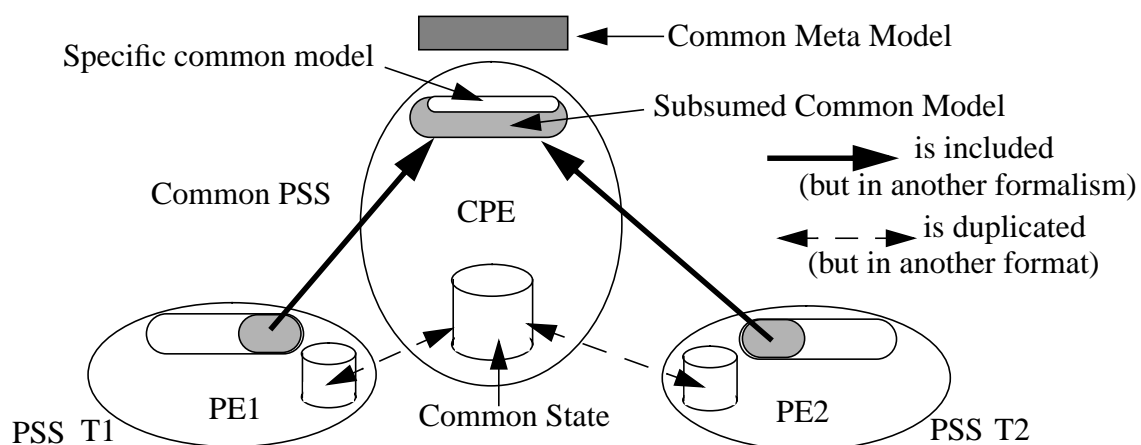 Common Meta Model
Specific common model
Subsumed Common Model
is included
(but in another formalism)
Common PSS
CPE
is duplicated
(but in another format)
PE1
Common State
PE2
PSS T1
PSS T2